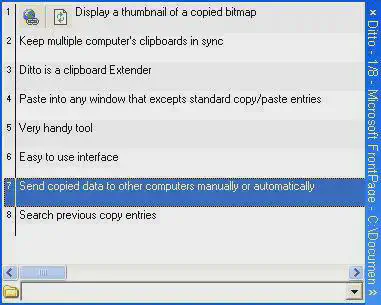 1 Display a thumbnail of a copied bitmap
2 Keep multiple computer's clipboards in sync
3 Ditto is a clipboard Extender
4 Paste into any window that excepts standard copy/paste entries
5 Very handy tool
6 Easy to use interface
7 Send copied data to other computers manually or automatically
8 Search previous copy entries
Ditto - 1/8 - Microsoft FrontPage - C:\Documen